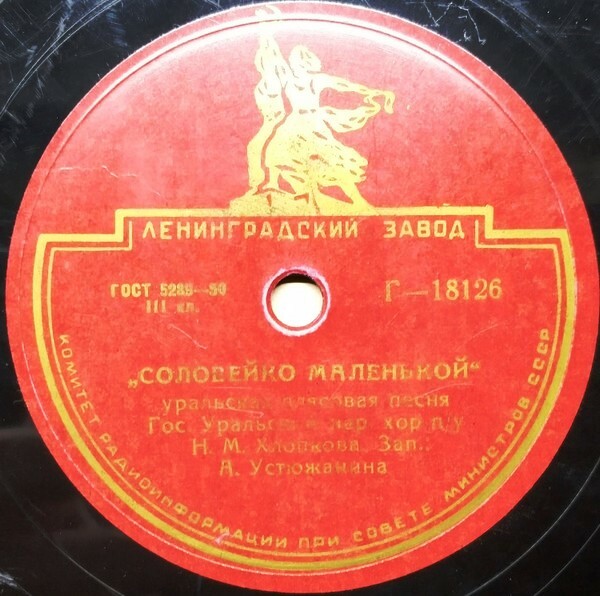 ЛЕНИНГРАДСКИЙ ЗАВОД
ГОСТ 5289—50
III кл.
Г—18126
„СОЛОВЕЙКО МАЛЕНЬКОЙ“
уральская плясовая песня
Гос. Уральский нар. хор п/у
Н. М. Хлопкова. Зап.
А. Устюжанина
КОМИТЕТ РАДИОИНФОРМАЦИИ ПРИ СОВЕТЕ МИНИСТРОВ СССР